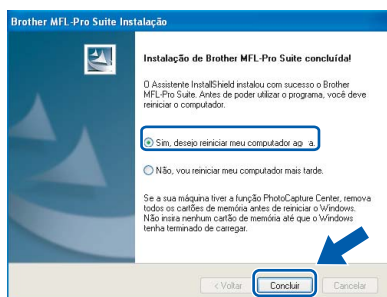 Brother MFL-Pro Suite Instalação
Instalação de Brother MFL-Pro Suite concluída!
O Assistente InstallShield instalou com sucesso o Brother
MFL-Pro Suite. Antes de poder utilizar o programa, você deve
reiniciar o computador.
Sim, desejo reiniciar meu computador ag a.
Não, vou reiniciar meu computador mais tarde.
Se a sua máquina tiver a função PhotoCapture Center, remova
todos os cartões de memória antes de reiniciar o Windows.
Não insira nenhum cartão de memória até que o Windows
tenha terminado de carregar.
< Voltar Concluir Cancelar